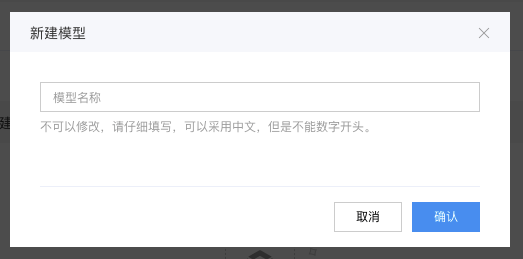 新建模型
模型名称
不可以修改，请仔细填写，可以采用中文，但是不能数字开头。
取消
确认
建